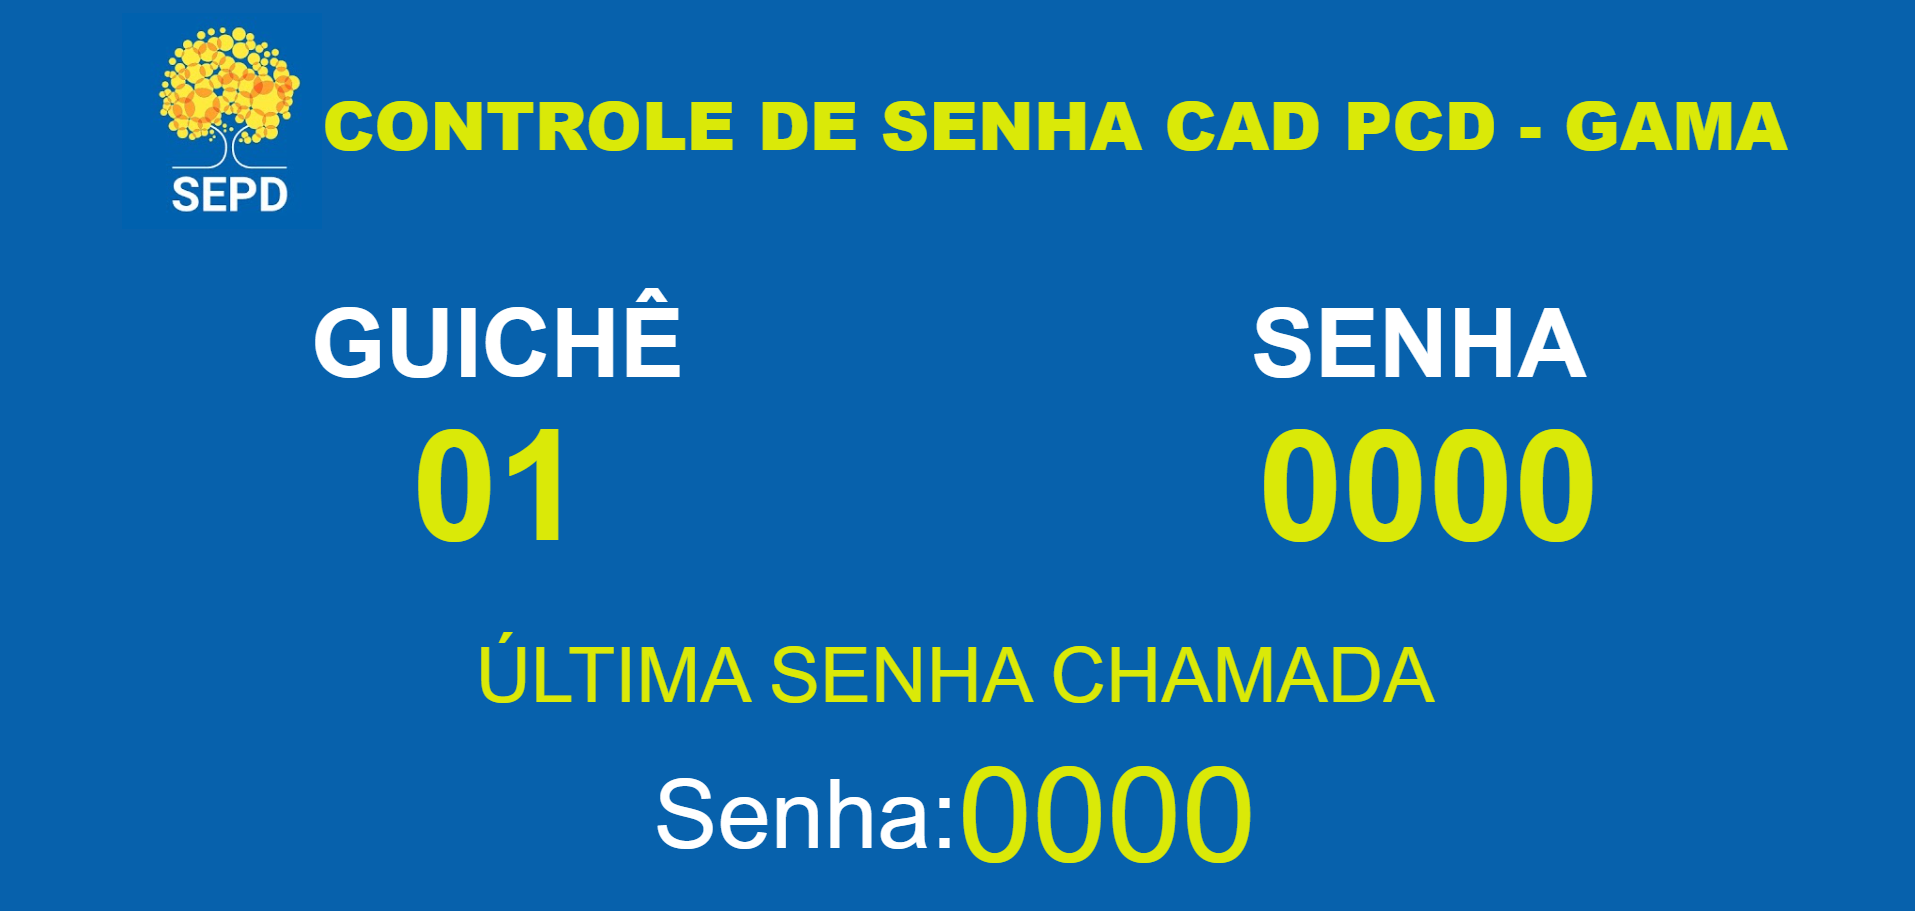 SEPD
CONTROLE DE SENHA CAD PCD - GAMA
GUICHÊ
SENHA
01
0000
ÚLTIMA SENHA CHAMADA
Senha:0000